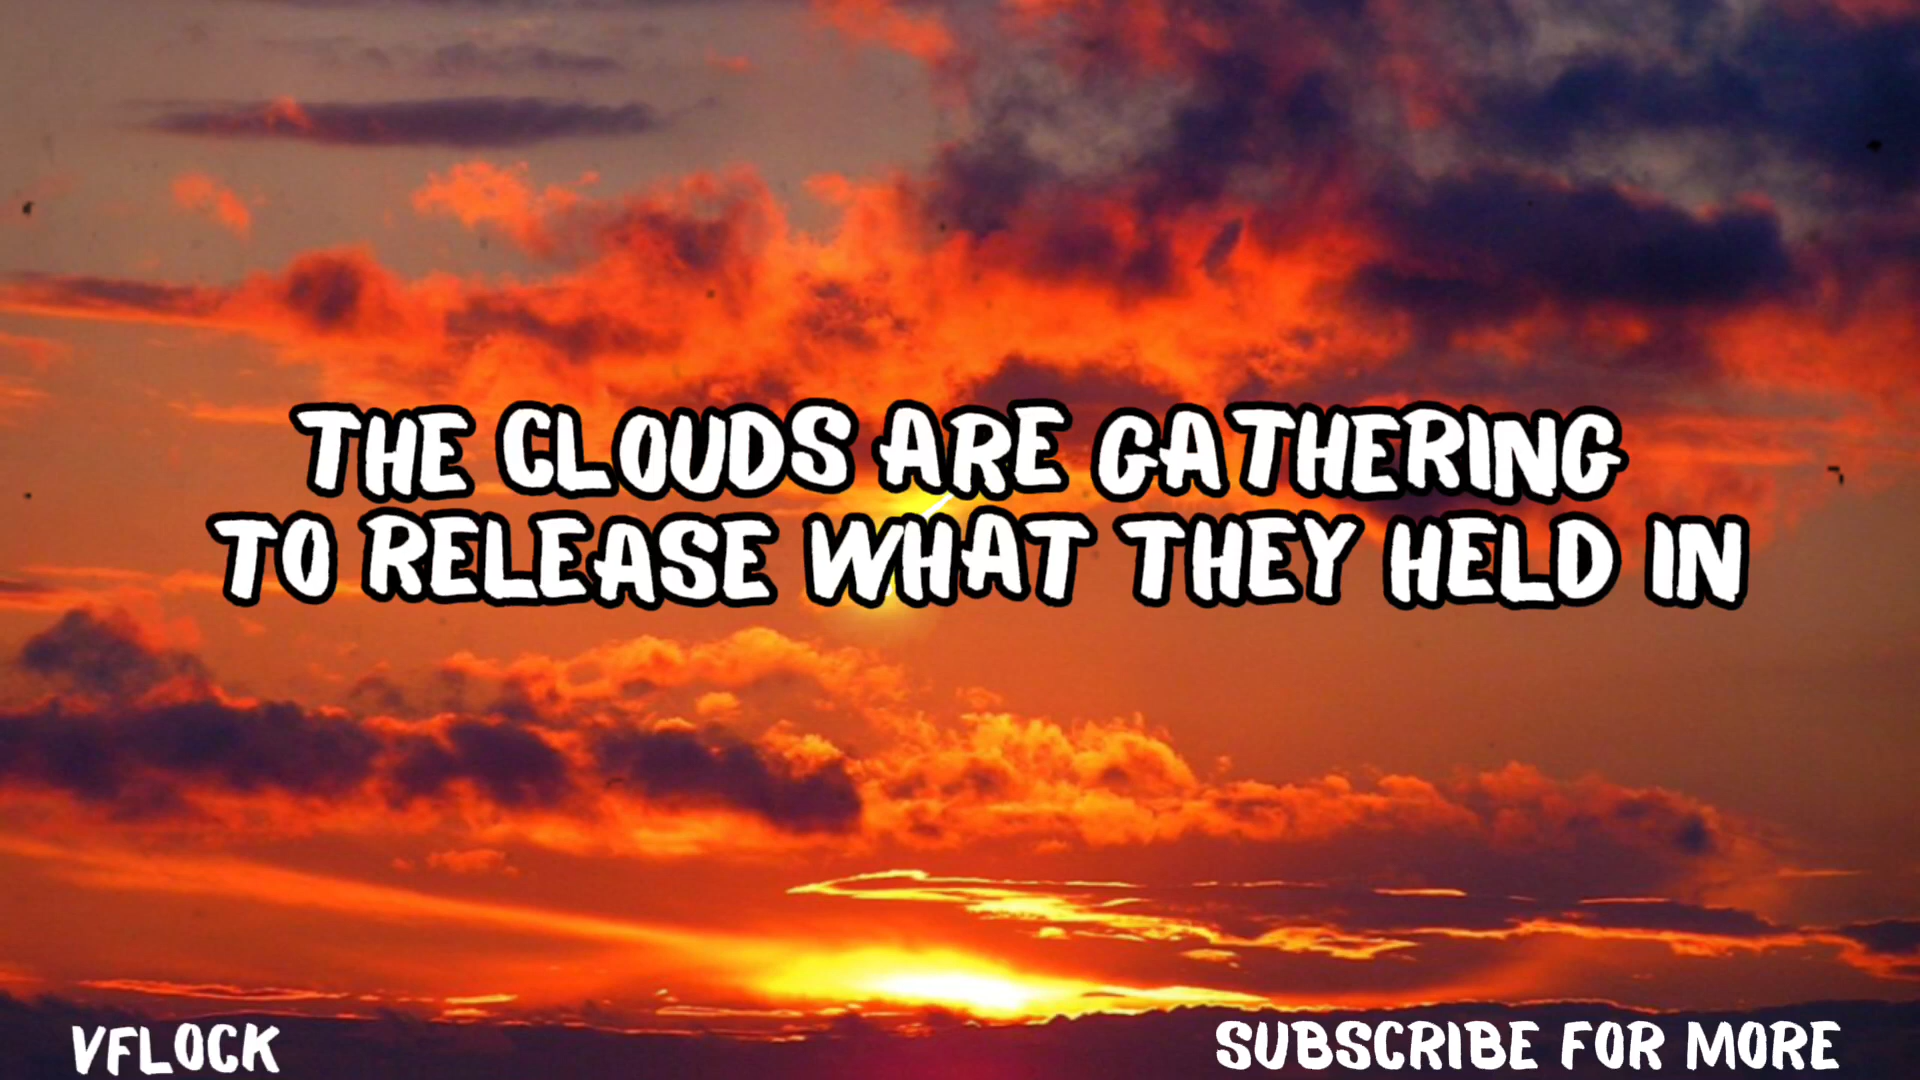 THE CLOUDS ARE GATHERING
TO RELEASE WHAT THEY HELD IN
VFLOCK
SUBSCRIBE FOR MORE